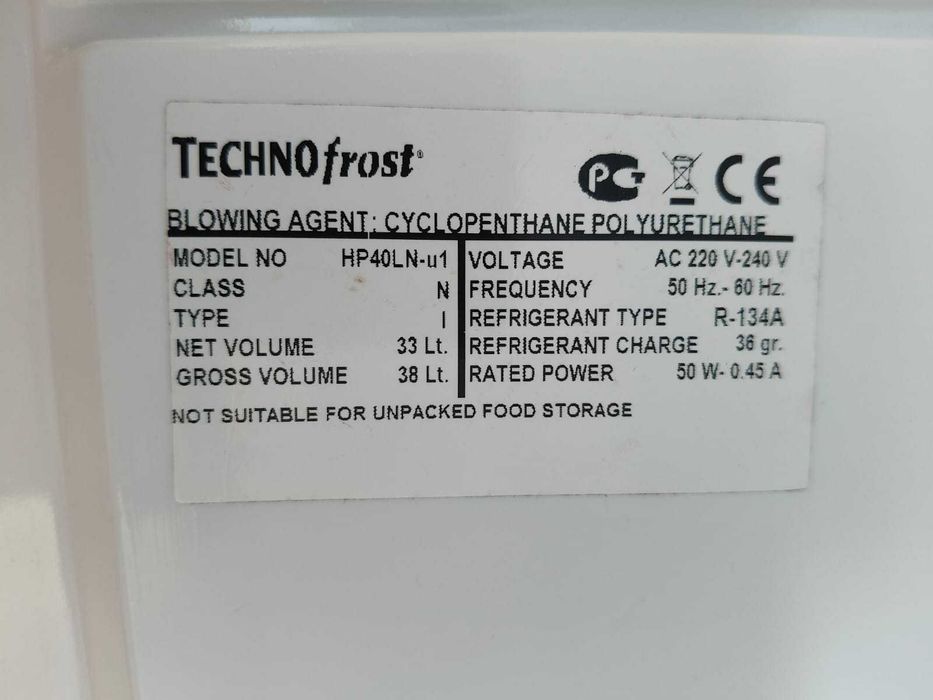 TECHNOfrost®
PCT CE
BLOWING AGENT: CYCLOPENTHANE POLYURETHANE
MODEL NO HP40LN-u1
CLASS N
TYPE I
NET VOLUME 33 Lt.
GROSS VOLUME 38 Lt.
VOLTAGE AC 220 V-240 V
FREQUENCY 50 Hz.- 60 Hz.
REFRIGERANT TYPE R-134A
REFRIGERANT CHARGE 36 gr.
RATED POWER 50 W- 0.45 A
NOT SUITABLE FOR UNPACKED FOOD STORAGE